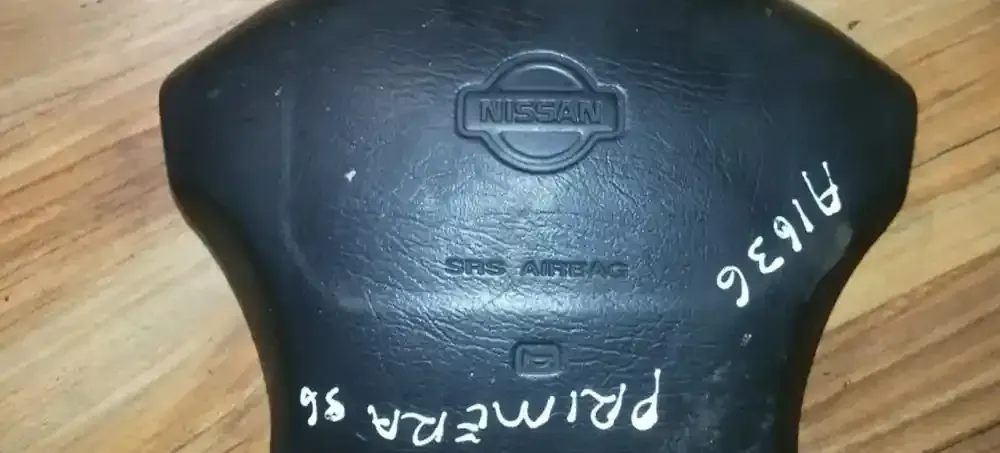 NISSAN
SRS AIRBAG
A1636
PRIMERA 96